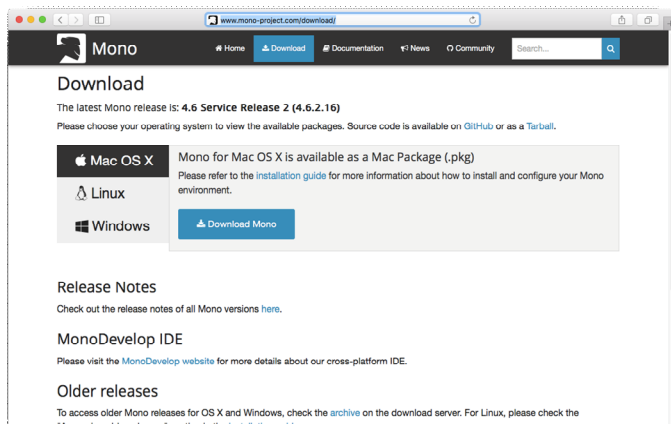 www.mono-project.com/download/
Mono
Home
Download
Documentation
News
Community
Search...
Download
The latest Mono release is: 4.6 Service Release 2 (4.6.2.16)
Please choose your operating system to view the available packages. Source code is available on GitHub or as a Tarball.
Mac OS X
Linux
Windows
Mono for Mac OS X is available as a Mac Package (.pkg)
Please refer to the installation guide for more information about how to install and configure your Mono
environment.
Download Mono
Release Notes
Check out the release notes of all Mono versions here.
MonoDevelop IDE
Please visit the MonoDevelop website for more details about our cross-platform IDE.
Older releases
To access older Mono releases for OS X and Windows, check the archive on the download server. For Linux, please check the